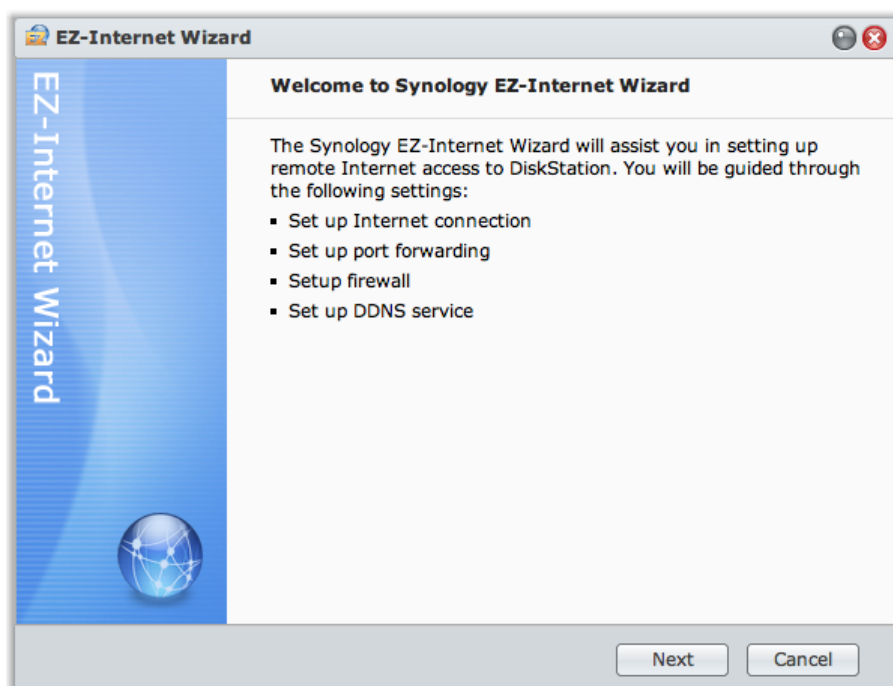 EZ-Internet Wizard
EZ-Internet Wizard
Welcome to Synology EZ-Internet Wizard
The Synology EZ-Internet Wizard will assist you in setting up
remote Internet access to DiskStation. You will be guided through
the following settings:
▪ Set up Internet connection
▪ Set up port forwarding
▪ Setup firewall
▪ Set up DDNS service
Next
Cancel